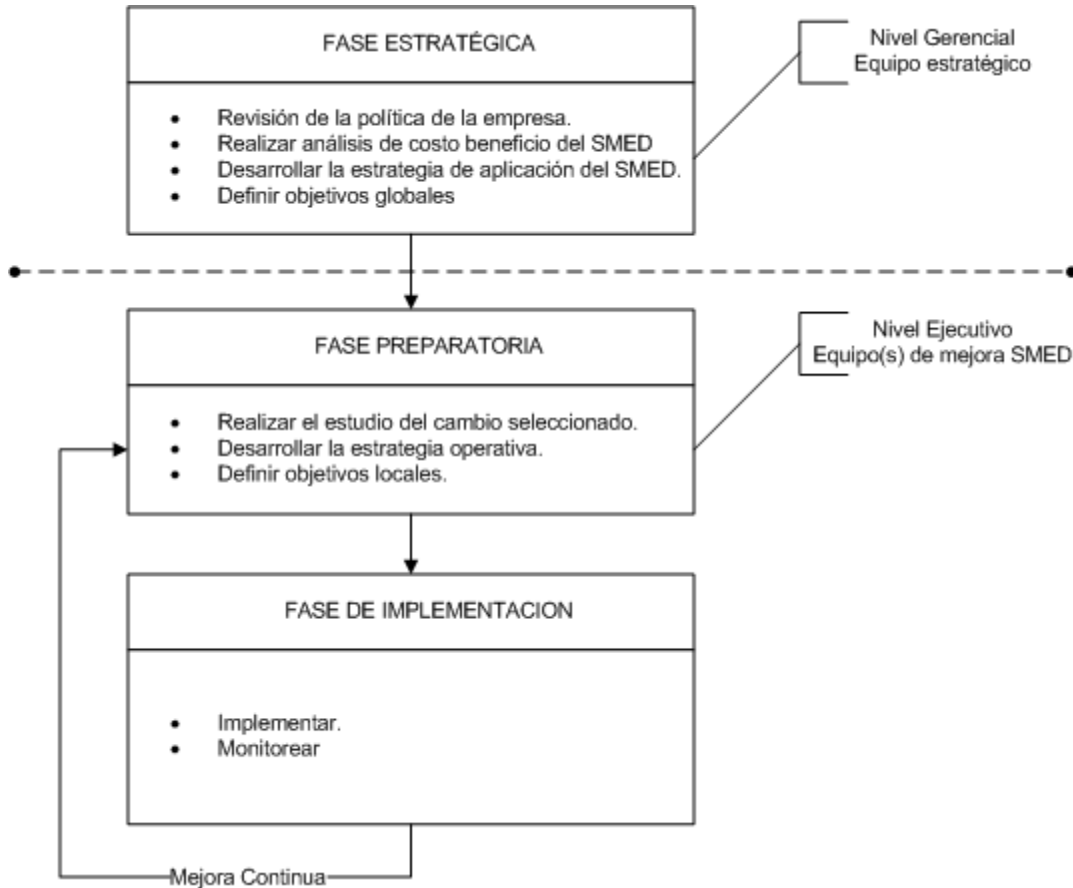 FASE ESTRATÉGICA
Nivel Gerencial
Equipo estratégico
• Revisión de la política de la empresa.
• Realizar análisis de costo beneficio del SMED
• Desarrollar la estrategia de aplicación del SMED.
• Definir objetivos globales
FASE PREPARATORIA
Nivel Ejecutivo
Equipo(s) de mejora SMED
• Realizar el estudio del cambio seleccionado.
• Desarrollar la estrategia operativa.
• Definir objetivos locales.
FASE DE IMPLEMENTACION
• Implementar.
• Monitorear
Mejora Continua